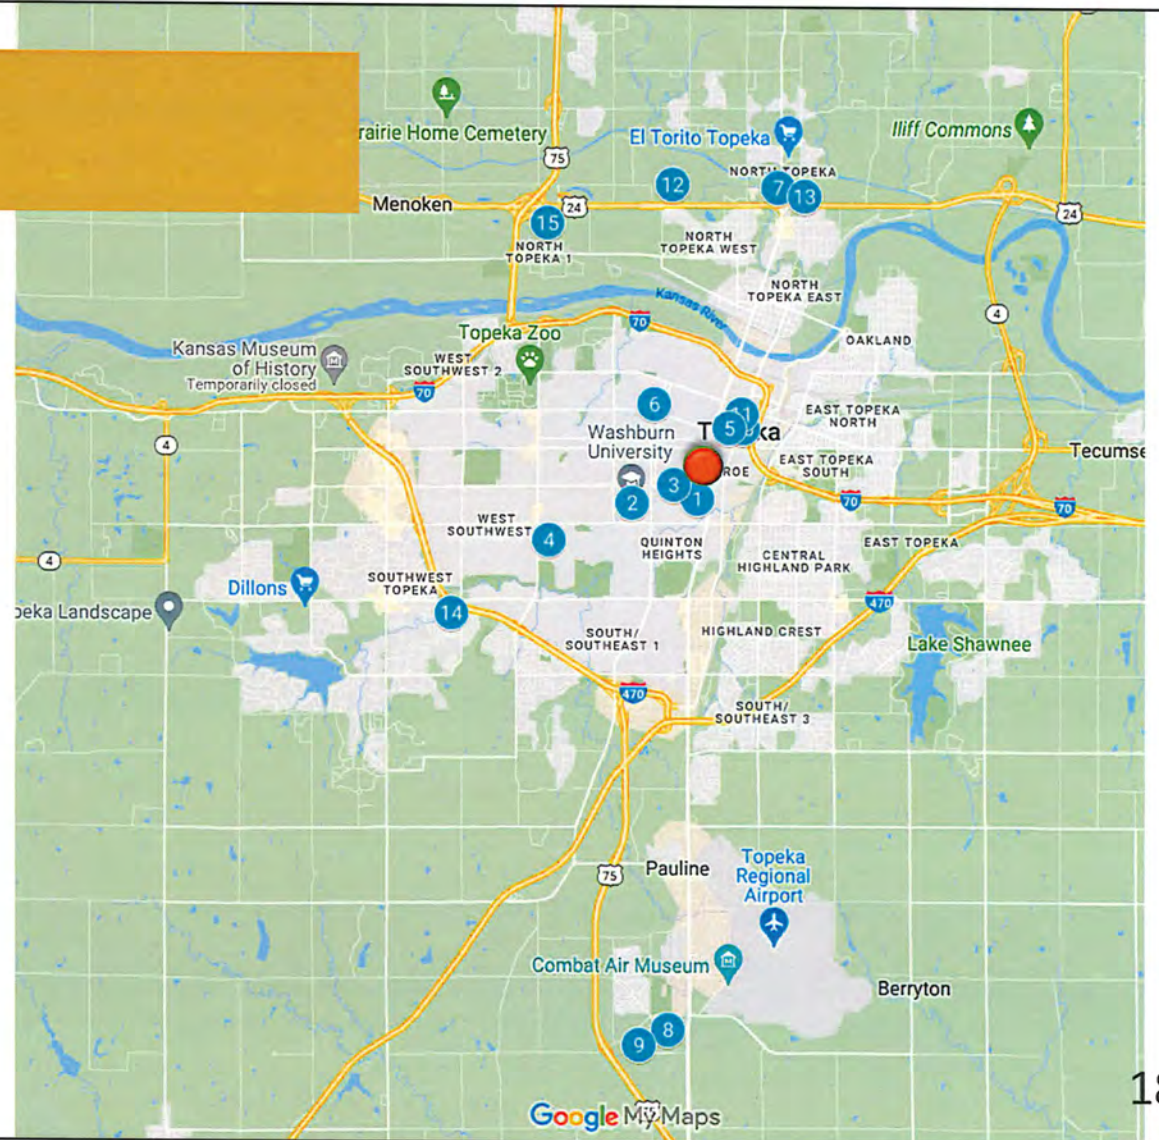 rairie Home Cemetery
El Torito Topeka
Iliff Commons
75
12
NORTH TOPEKA
7
13
Menoken
24
24
15
NORTH
TOPEKA 1
NORTH
TOPEKA WEST
NORTH
TOPEKA EAST
Kansas River
4
70
Topeka Zoo
OAKLAND
Kansas Museum
of History
Temporarily closed
WEST
SOUTHWEST 2
70
6
11
5
EAST TOPEKA
NORTH
Washburn
University
T
ka
4
Tecumse
3
ROE
EAST TOPEKA
SOUTH
2
1
70
70
WEST
SOUTHWEST
4
QUINTON
HEIGHTS
EAST TOPEKA
CENTRAL
HIGHLAND PARK
4
Dillons
SOUTHWEST
TOPEKA
peka Landscape
14
470
SOUTH/
SOUTHEAST 1
HIGHLAND CREST
Lake Shawnee
470
SOUTH/
SOUTHEAST 3
75
Pauline
Topeka
Regional
Airport
Combat Air Museum
Berryton
8
9
18
Google My Maps